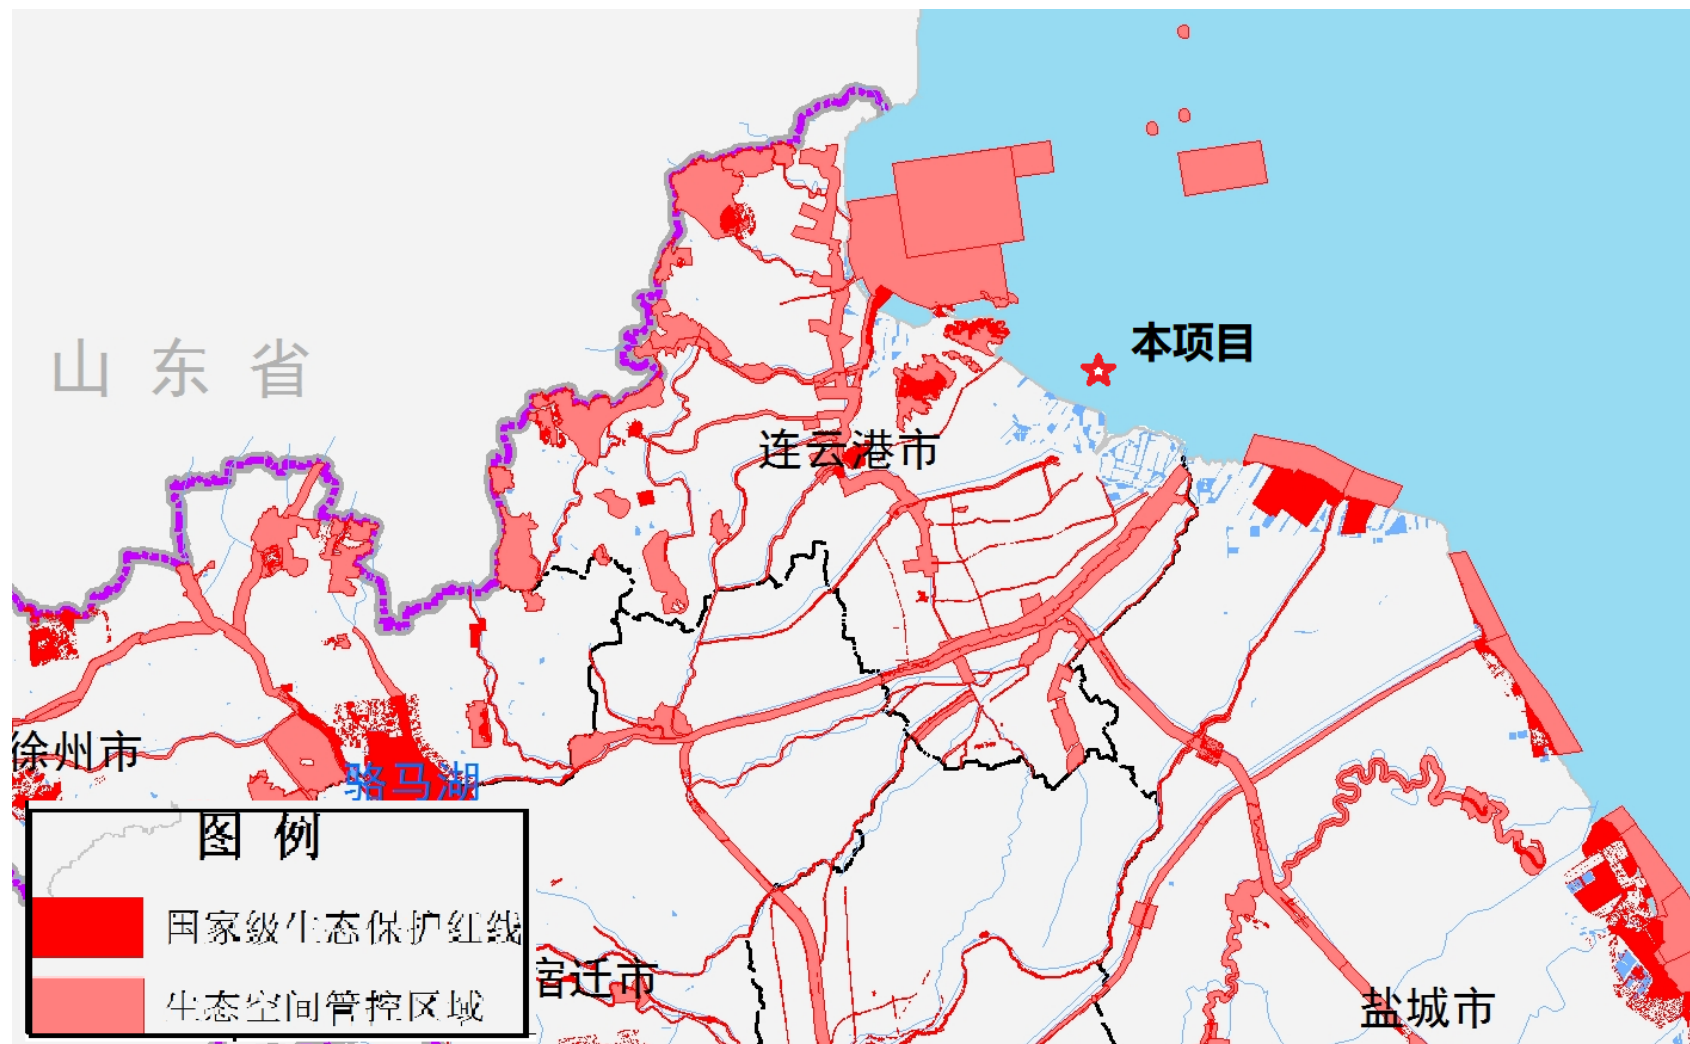 本项目
山东省
连云港市
徐州市
骆马湖
图例
国家级生态保护红线
生态空间管控区域
宿迁市
盐城市